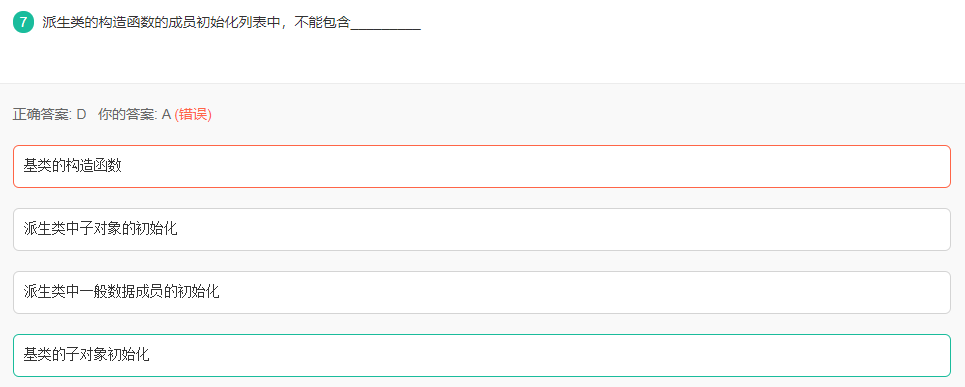 7 派生类的构造函数的成员初始化列表中，不能包含__________
正确答案: D 你的答案: A (错误)
基类的构造函数
派生类中子对象的初始化
派生类中一般数据成员的初始化
基类的子对象初始化